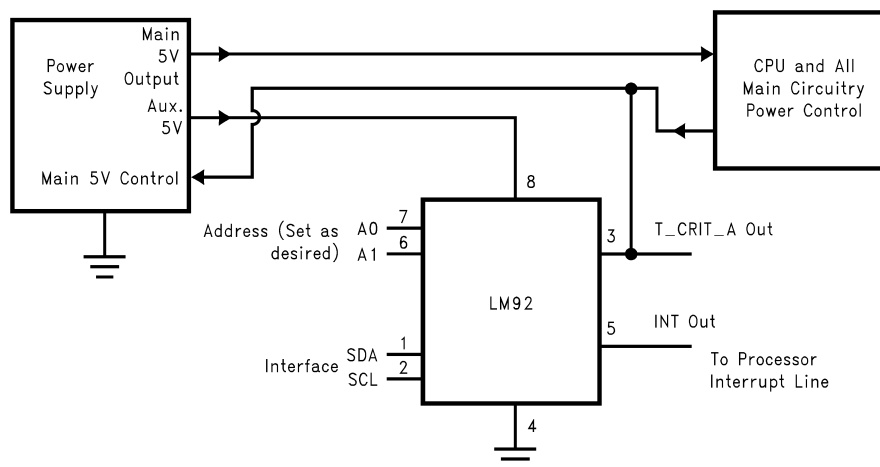 Main
5V
Output
Power
Supply
Aux.
5V
Main 5V Control
CPU and All
Main Circuitry
Power Control
8
Address (Set as
desired)
A0
7
A1
6
3
T_CRIT_A Out
LM92
5
INT Out
To Processor
Interrupt Line
Interface
SDA
1
SCL
2
4